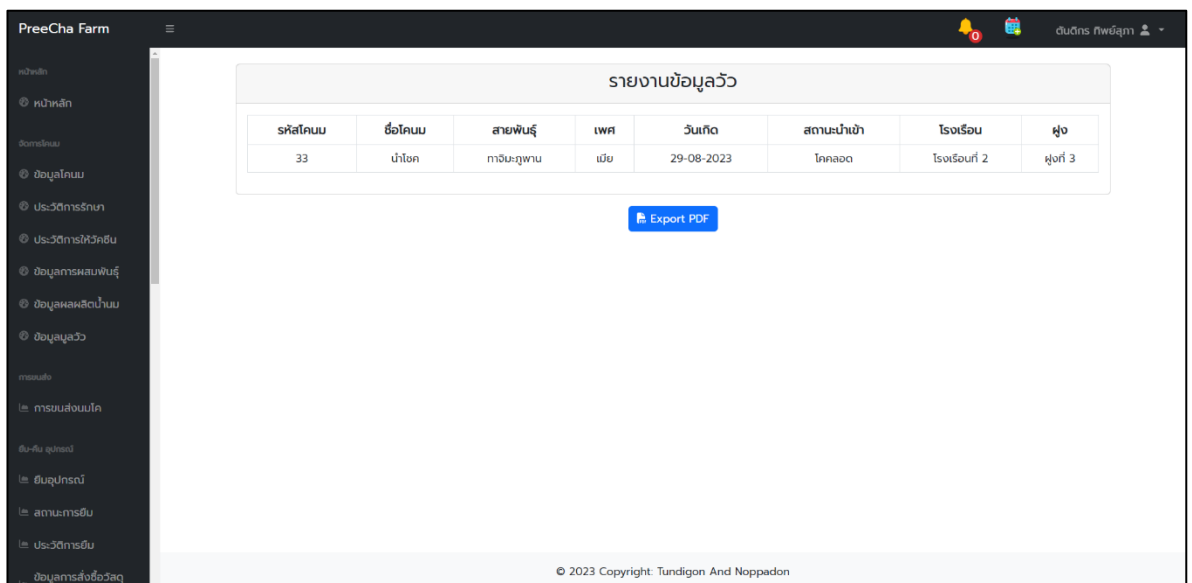 PreeCha Farm
0
ตันติกร ทิพย์สุภา
หน้าหลัก
หน้าหลัก
จัดการโคนม
ข้อมูลโคนม
ประวัติการรักษา
ประวัติการให้วัคซีน
ข้อมูลการผสมพันธุ์
ข้อมูลผลผลิตน้ำนม
ข้อมูลมูลวัว
การขนส่ง
การขนส่งนมโค
ยืม-คืน อุปกรณ์
ยืมอุปกรณ์
สถานะการยืม
ประวัติการยืม
ข้อมูลการสั่งซื้อวัสดุ
รายงานข้อมูลวัว
รหัสโคนม ชื่อโคนม สายพันธุ์ เพศ วันเกิด สถานะนำเข้า โรงเรือน ฝูง
33 นำโชค ทาจิมะภูพาน เมีย 29-08-2023 โคคลอด โรงเรือนที่ 2 ฝูงที่ 3
Export PDF
© 2023 Copyright: Tundigon And Noppadon